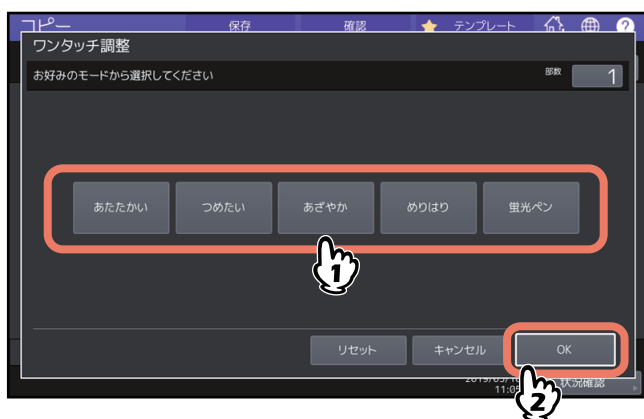 コピー 保存 確認 テンプレート ?
ワンタッチ調整
お好みのモードから選択してください 部数 1
あたたかい つめたい あざやか めりはり 蛍光ペン
1
リセット キャンセル OK
11:05 状況確認
2